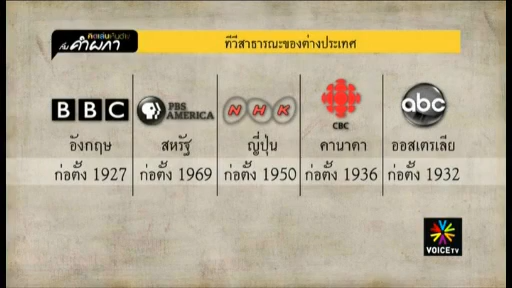 คิดเล่นเห็นต่าง
กับ คำผกา
ทีวีสาธารณะของต่างประเทศ
BBC
PBS AMERICA
NHK
CBC
abc
อังกฤษ
สหรัฐ
ญี่ปุ่น
คานาดา
ออสเตรเลีย
ก่อตั้ง 1927
ก่อตั้ง 1969
ก่อตั้ง 1950
ก่อตั้ง 1936
ก่อตั้ง 1932
VOICE TV